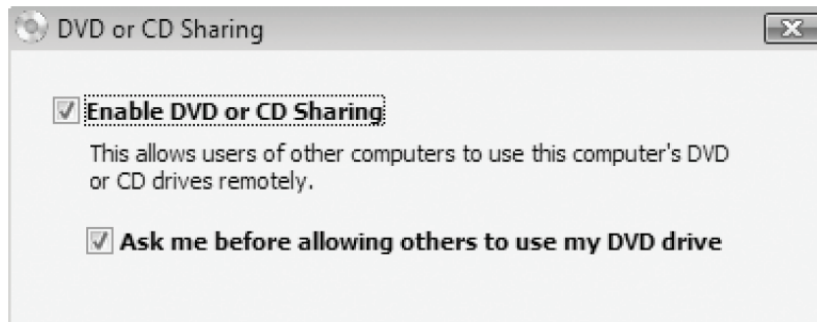 DVD or CD Sharing
Enable DVD or CD Sharing
This allows users of other computers to use this computer's DVD
or CD drives remotely.
Ask me before allowing others to use my DVD drive